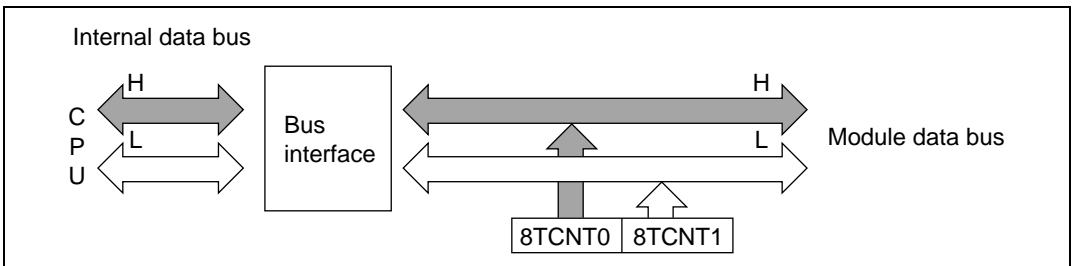 Internal data bus
H
H
C
P
U
L
L
Bus
interface
Module data bus
8TCNT0 8TCNT1